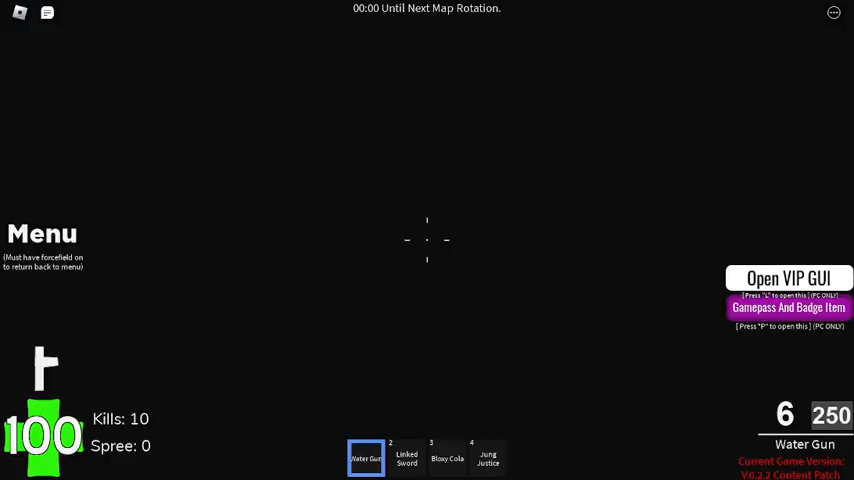 00:00 Until Next Map Rotation.
Menu
(Must have forcefield on
to return back to menu)
Open VIP GUI
[ Press "L" to open this ] (PC ONLY)
Gamepass And Badge Item
[ Press "P" to open this ] (PC ONLY)
100
Kills: 10
Spree: 0
6 250
Water Gun
Current Game Version:
V.0.2.2 Content Patch
Water Gun
2
Linked
Sword
3
Bloxy Cola
4
Jung
Justice